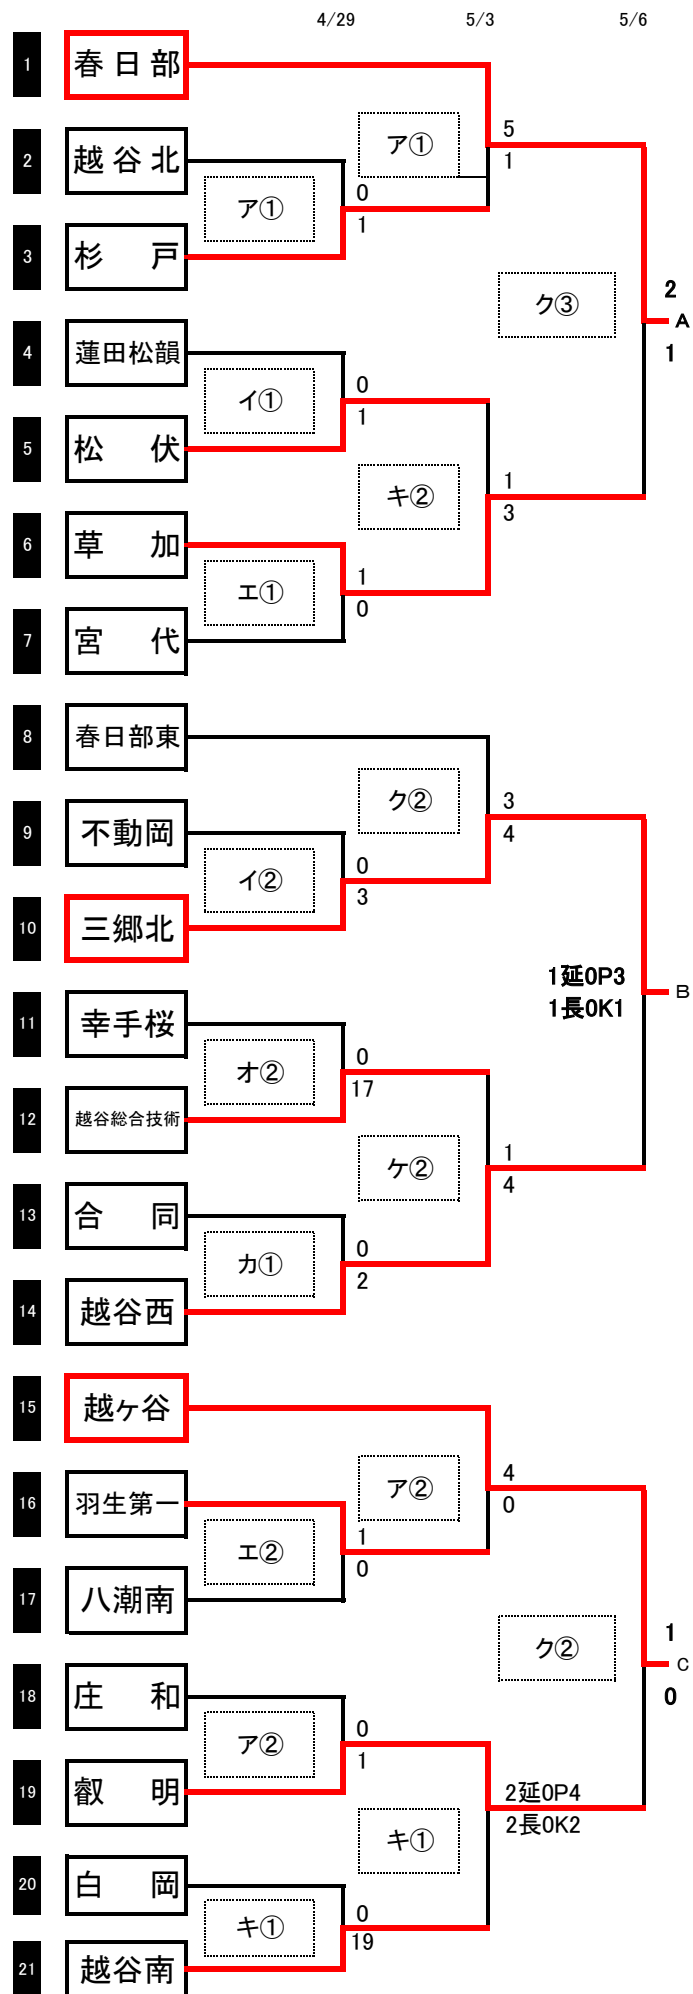 4/29 5/3 5/6
1 春日部
ア① 5
1
2 越谷北
ア① 0
1
3 杉戸
ク③ 2
A
1
4 蓮田松韻
イ① 0
1
5 松伏
キ② 1
3
6 草加
エ① 1
0
7 宮代
8 春日部東
ク② 3
4
9 不動岡
イ② 0
3
10 三郷北
1延0P3
B
1長0K1
11 幸手桜
オ② 0
17
12 越谷総合技術
ケ② 1
4
13 合同
カ① 0
2
14 越谷西
15 越ヶ谷
ア② 4
0
16 羽生第一
エ② 1
0
17 八潮南
ク② 1
C
0
18 庄和
ア② 0
1
19 叡明
2延0P4
キ① 2長0K2
20 白岡
キ① 0
19
21 越谷南